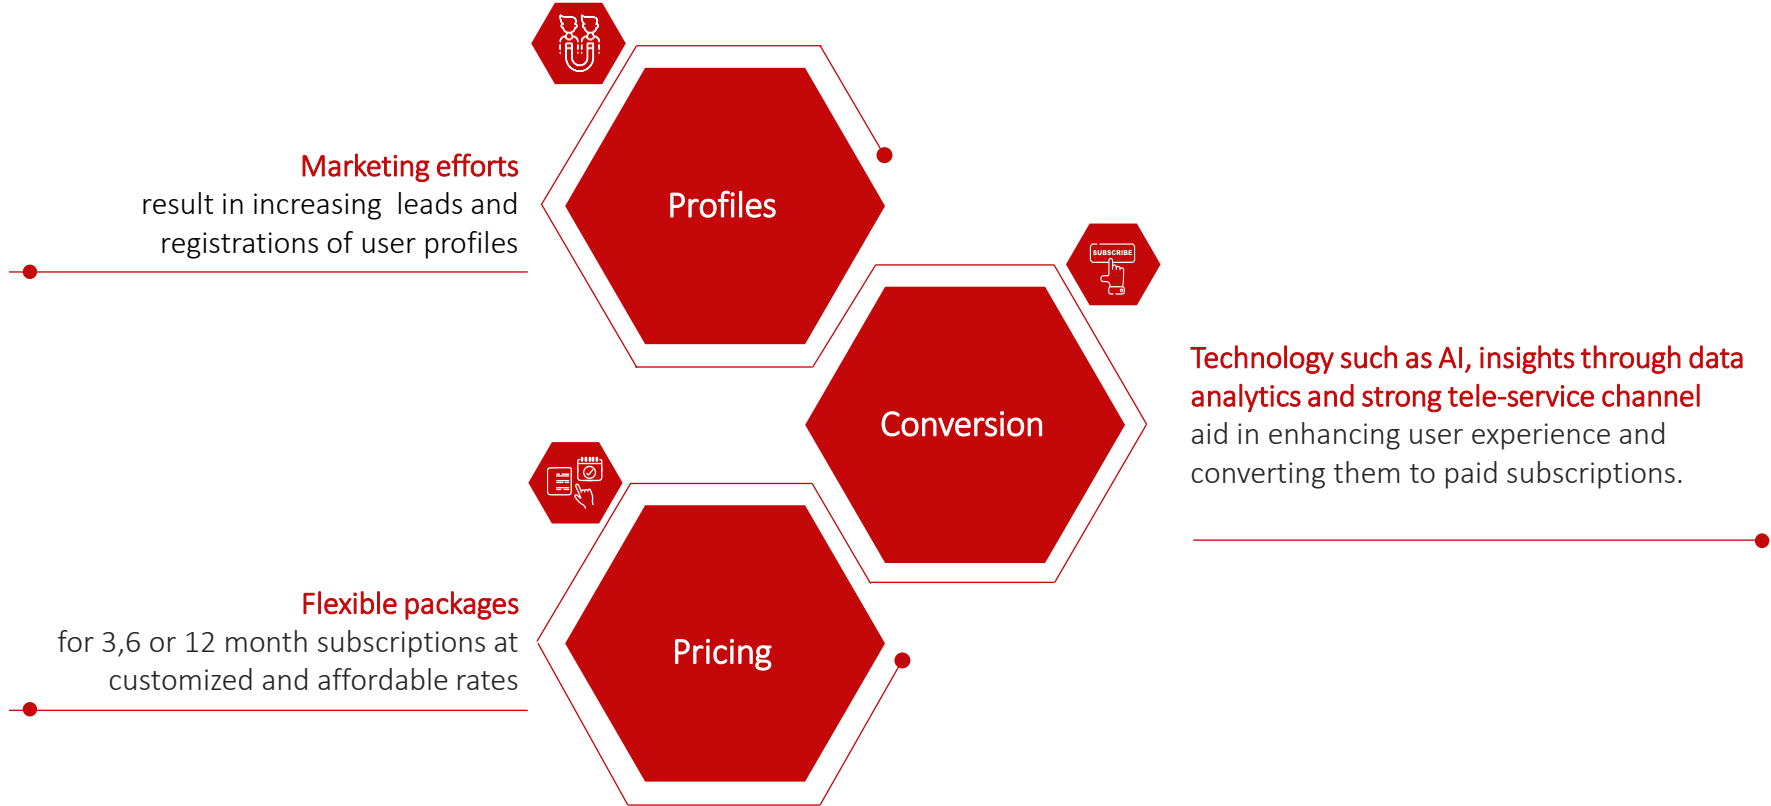 Marketing efforts
result in increasing leads and
registrations of user profiles
Profiles
SUBSCRIBE
Conversion
Technology such as AI, insights through data
analytics and strong tele-service channel
aid in enhancing user experience and
converting them to paid subscriptions.
Flexible packages
for 3,6 or 12 month subscriptions at
customized and affordable rates
Pricing